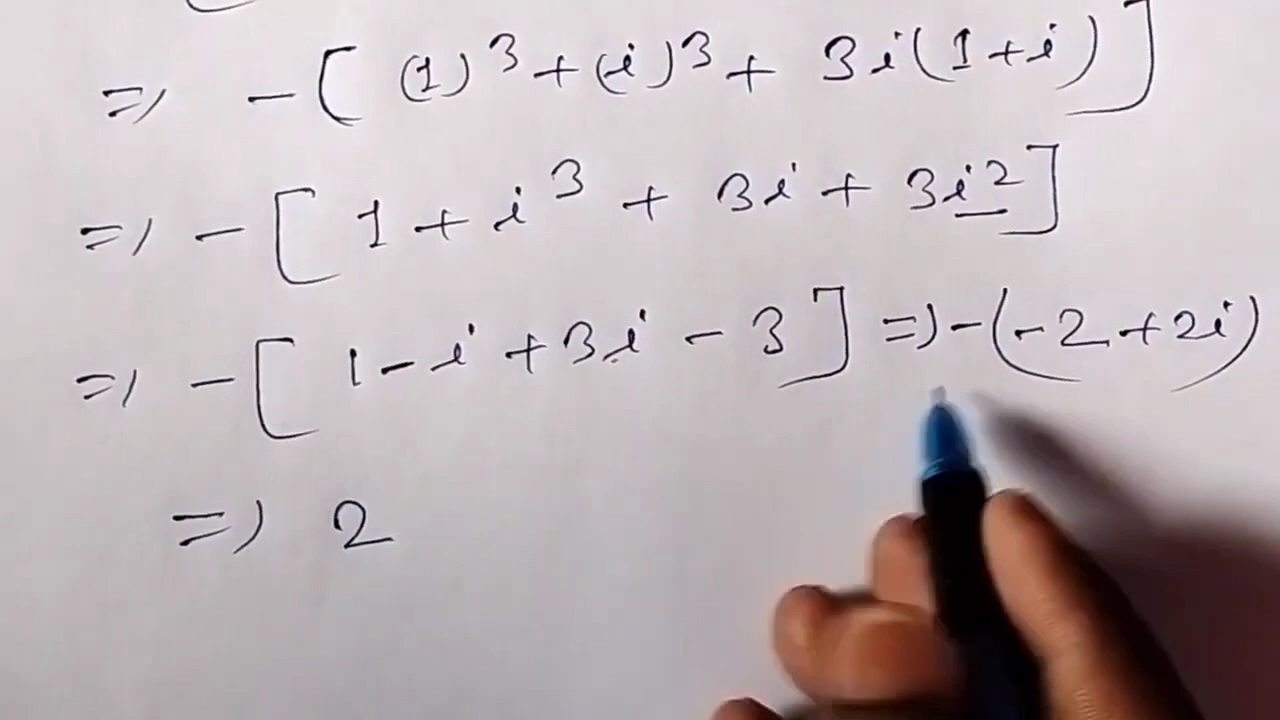 => -[ (1)³ + (i)³ + 3i(1+i) ]
=> -[ 1 + i³ + 3i + 3i² ]
=> -[ 1 - i + 3i - 3 ] => -(-2 + 2i)
=> 2